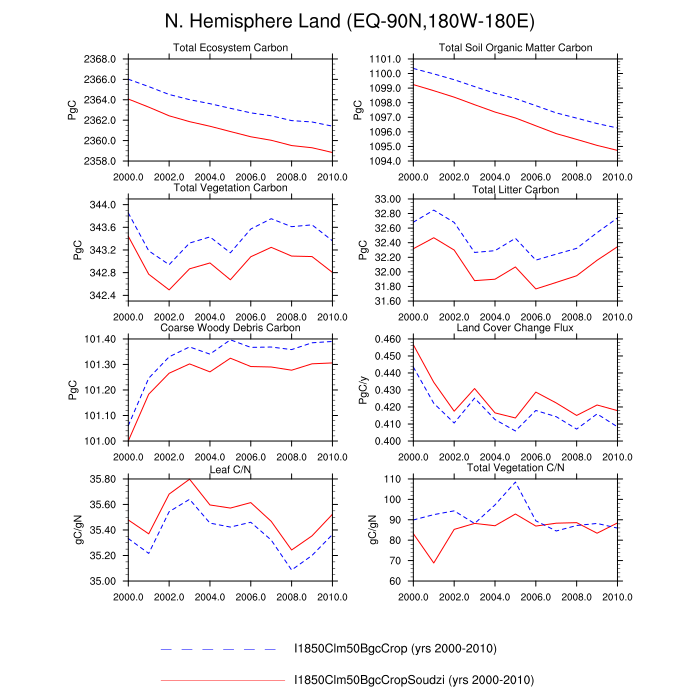 N. Hemisphere Land (EQ-90N,180W-180E)
Total Ecosystem Carbon
PgC
2368.0
2366.0
2364.0
2362.0
2360.0
2358.0
2000.0 2002.0 2004.0 2006.0 2008.0 2010.0
Total Soil Organic Matter Carbon
PgC
1101.0
1100.0
1099.0
1098.0
1097.0
1096.0
1095.0
1094.0
2000.0 2002.0 2004.0 2006.0 2008.0 2010.0
Total Vegetation Carbon
PgC
344.0
343.6
343.2
342.8
342.4
2000.0 2002.0 2004.0 2006.0 2008.0 2010.0
Total Litter Carbon
PgC
33.00
32.80
32.60
32.40
32.20
32.00
31.80
31.60
2000.0 2002.0 2004.0 2006.0 2008.0 2010.0
Coarse Woody Debris Carbon
PgC
101.40
101.30
101.20
101.10
101.00
2000.0 2002.0 2004.0 2006.0 2008.0 2010.0
Land Cover Change Flux
PgC/y
0.460
0.450
0.440
0.430
0.420
0.410
0.400
2000.0 2002.0 2004.0 2006.0 2008.0 2010.0
Leaf C/N
gC/gN
35.80
35.60
35.40
35.20
35.00
2000.0 2002.0 2004.0 2006.0 2008.0 2010.0
Total Vegetation C/N
gC/gN
110
100
90
80
70
60
2000.0 2002.0 2004.0 2006.0 2008.0 2010.0
I1850Clm50BgcCrop (yrs 2000-2010)
I1850Clm50BgcCropSoudzi (yrs 2000-2010)